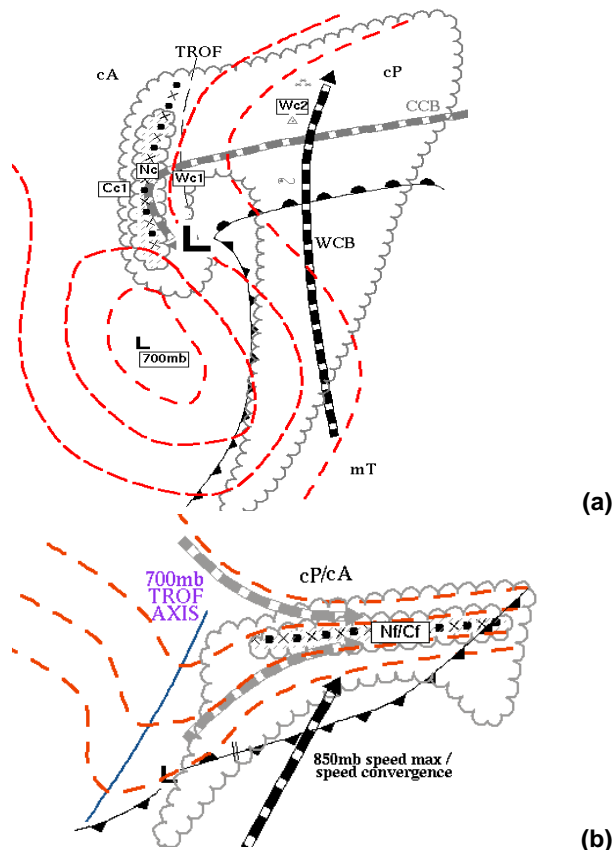 TROF
cA
cP
Wc2
CCB
Nc
Cc1
Wc1
L
WCB
L
700mb
mT
(a)
700mb
TROF
AXIS
cP/cA
Nf/Cf
L
850mb speed max /
speed convergence
(b)